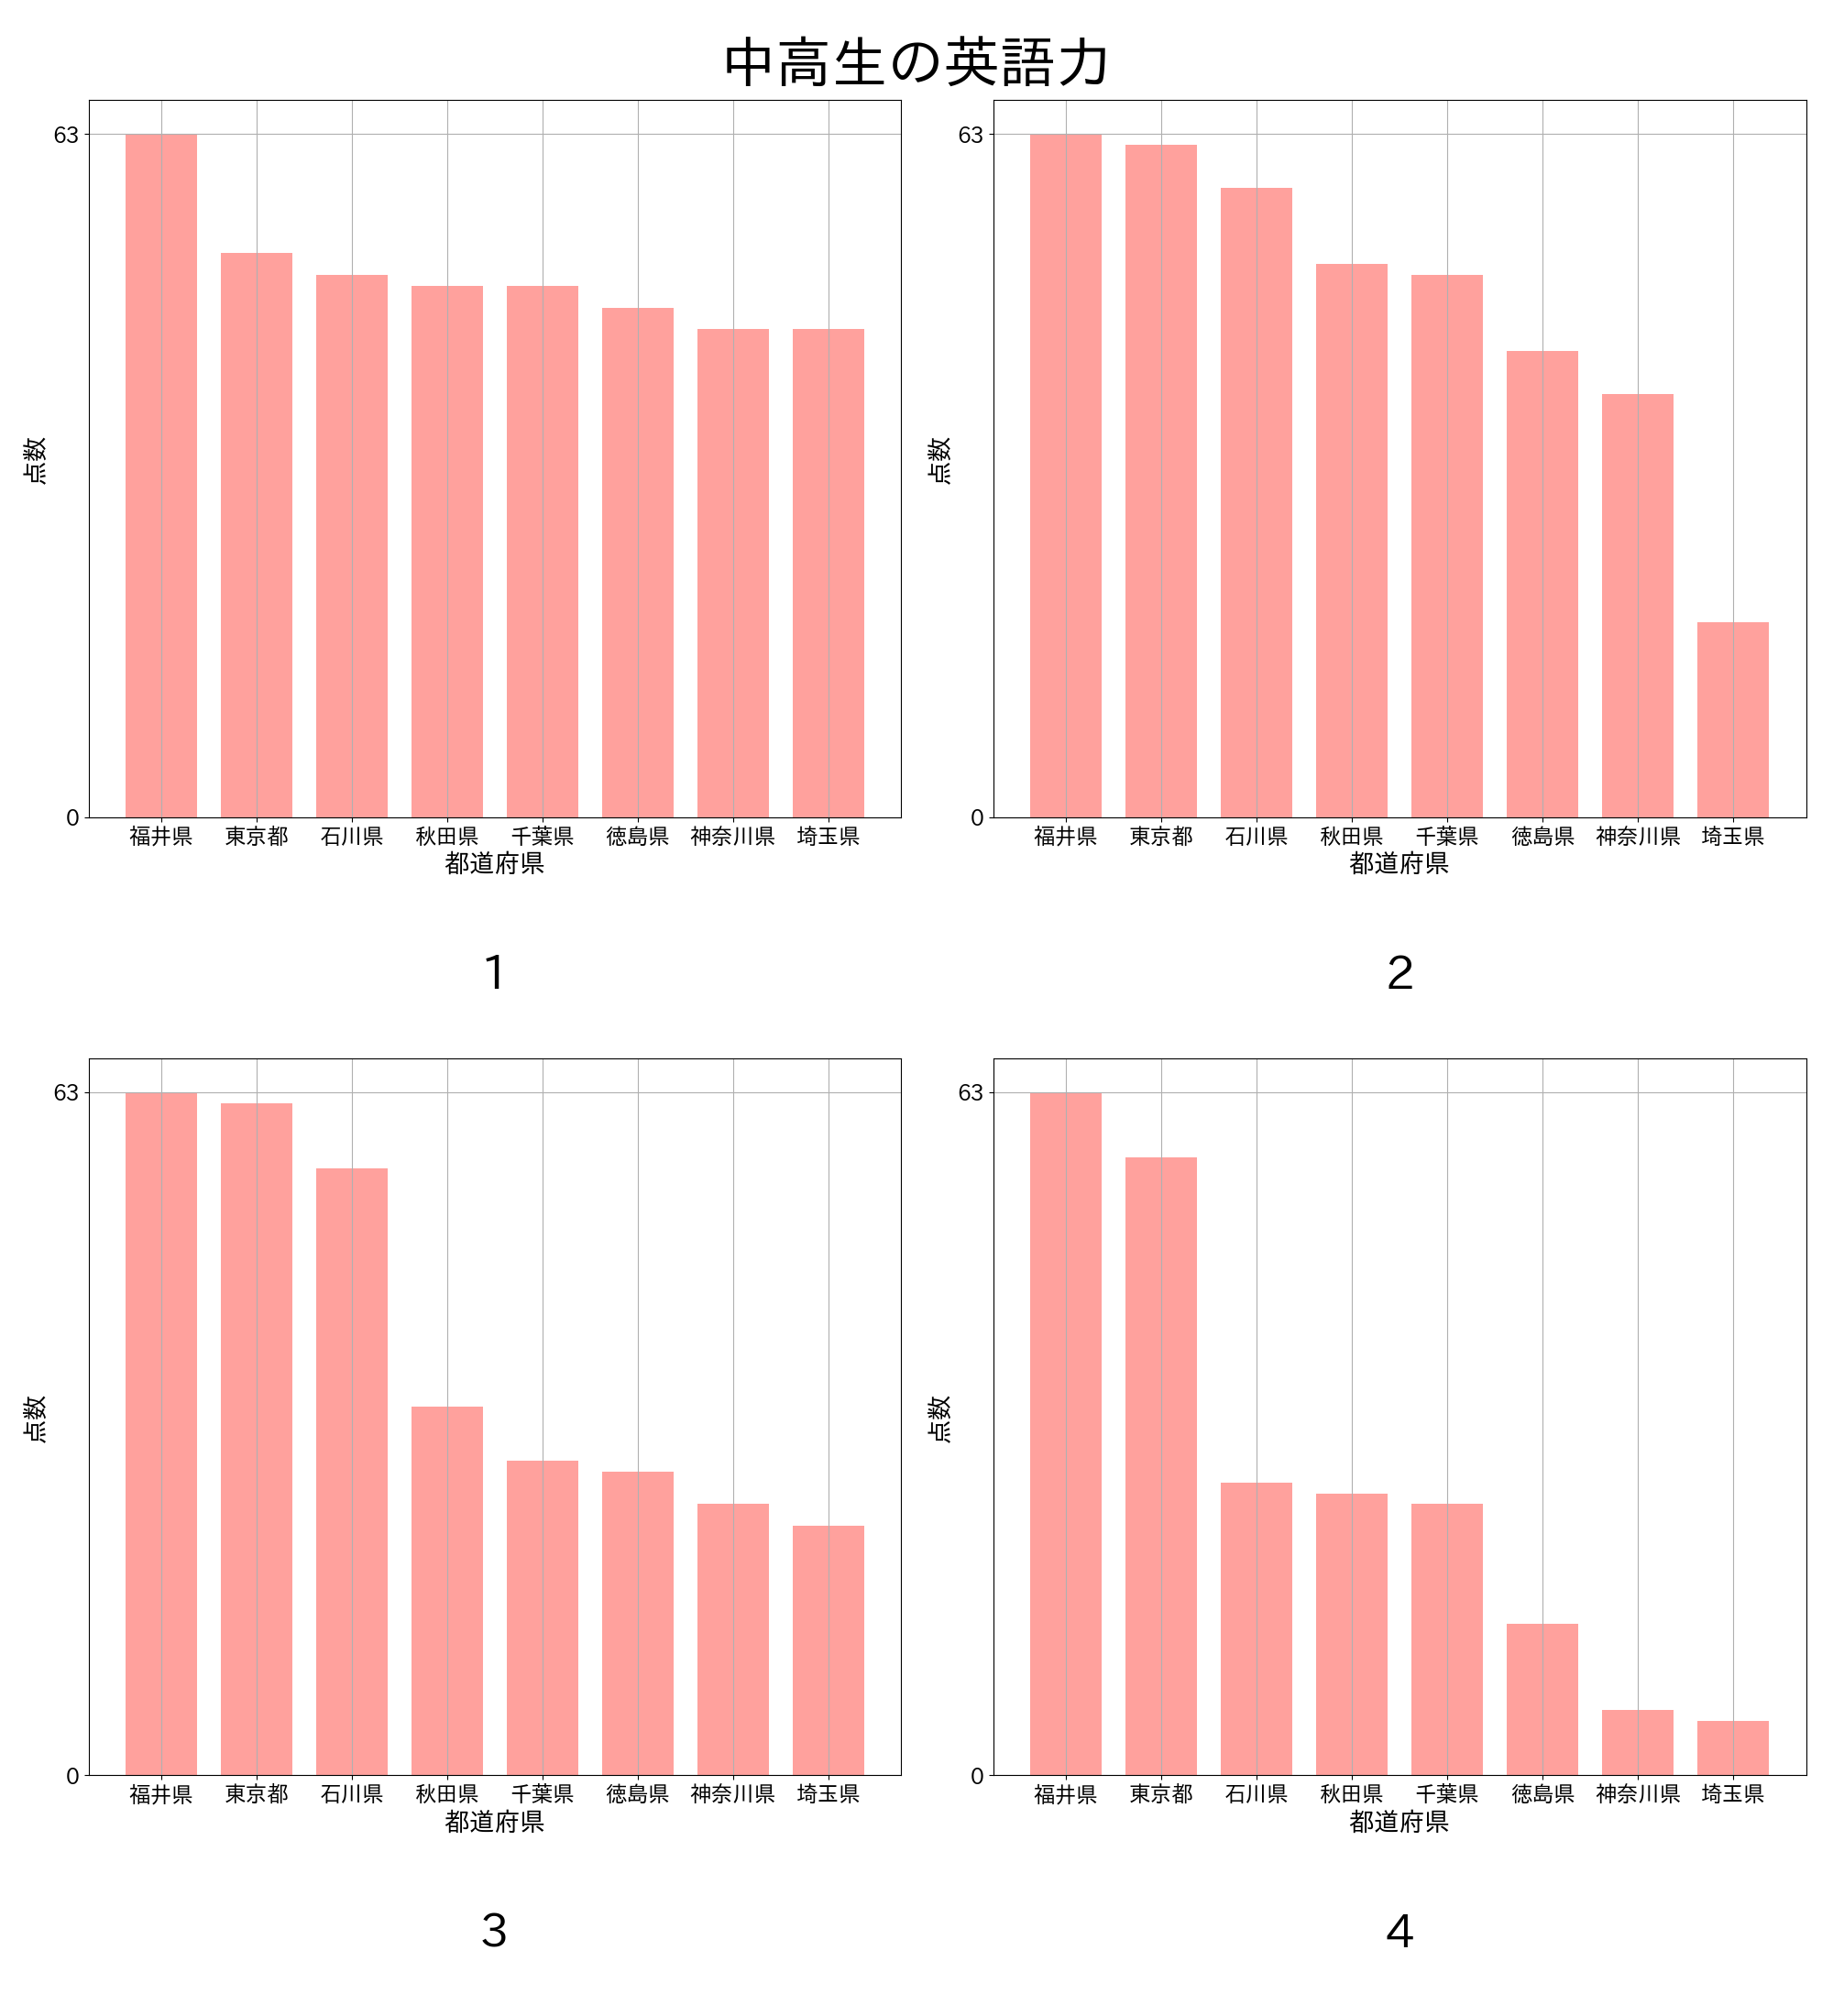 中高生の英語力
63
点数
0
福井県 東京都 石川県 秋田県 千葉県 徳島県 神奈川県 埼玉県
都道府県
1
63
点数
0
福井県 東京都 石川県 秋田県 千葉県 徳島県 神奈川県 埼玉県
都道府県
2
63
点数
0
福井県 東京都 石川県 秋田県 千葉県 徳島県 神奈川県 埼玉県
都道府県
3
63
点数
0
福井県 東京都 石川県 秋田県 千葉県 徳島県 神奈川県 埼玉県
都道府県
4